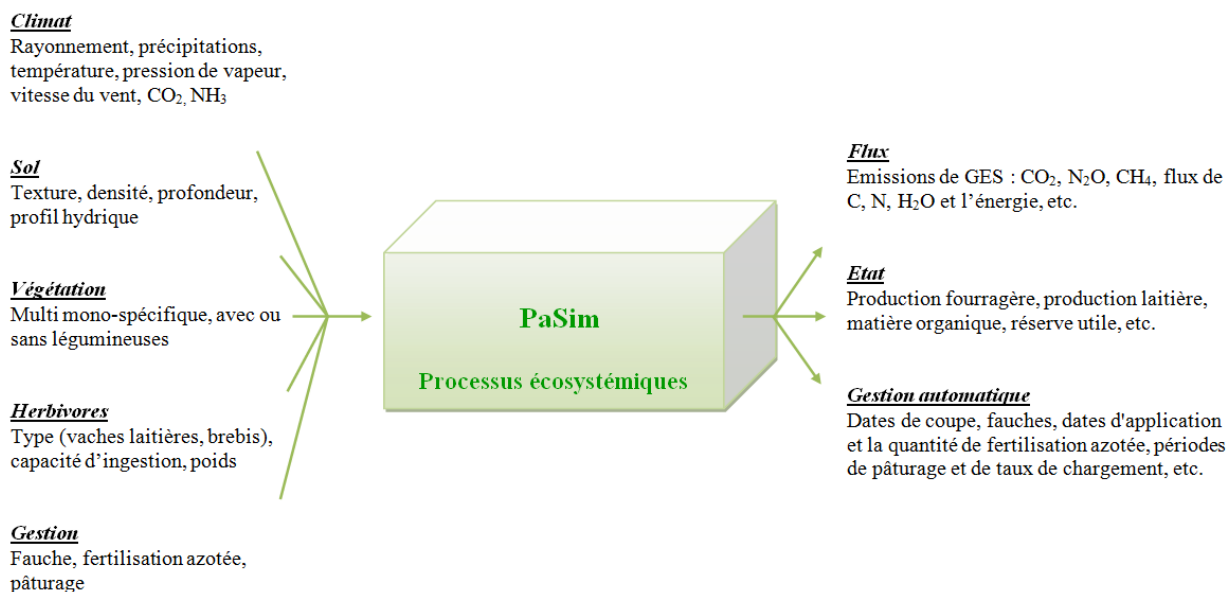 Climat
Rayonnement, précipitations,
température, pression de vapeur,
vitesse du vent, CO₂, NH₃
Sol
Texture, densité, profondeur,
profil hydrique
Végétation
Multi mono-spécifique, avec ou
sans légumineuses
Herbivores
Type (vaches laitières, brebis),
capacité d’ingestion, poids
Gestion
Fauche, fertilisation azotée,
pâturage
PaSim
Processus écosystémiques
Flux
Emissions de GES : CO₂, N₂O, CH₄, flux de
C, N, H₂O et l’énergie, etc.
Etat
Production fourragère, production laitière,
matière organique, réserve utile, etc.
Gestion automatique
Dates de coupe, fauches, dates d'application
et la quantité de fertilisation azotée, périodes
de pâturage et de taux de chargement, etc.